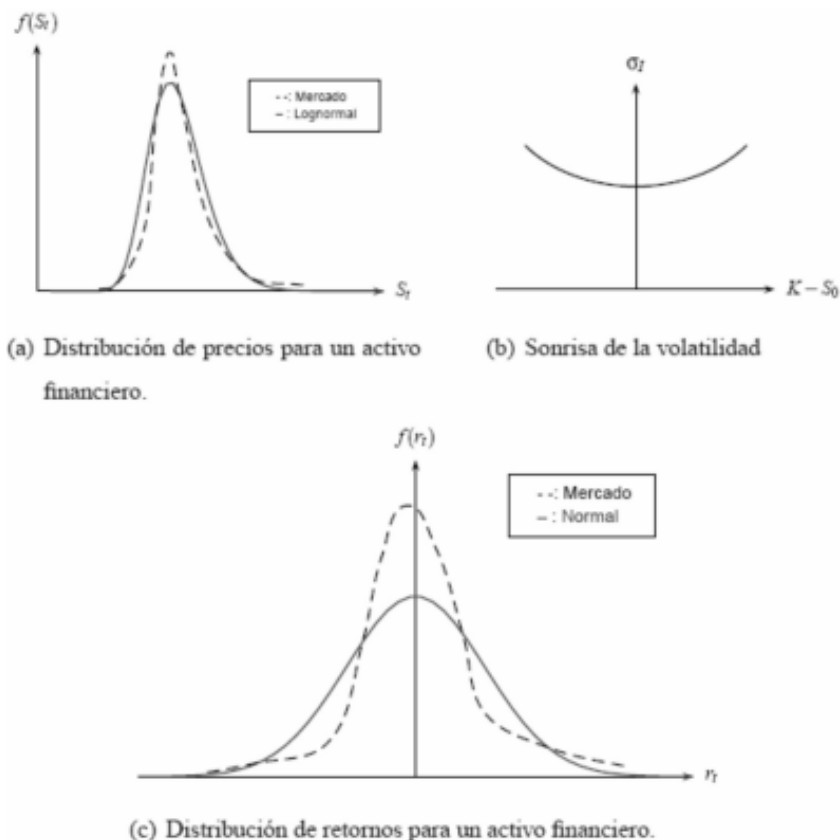 f(S_t)
--: Mercado
– : Lognormal
S_t
(a) Distribución de precios para un activo
financiero.
σ_I
K – S_0
(b) Sonrisa de la volatilidad
f(r_t)
--: Mercado
– : Normal
r_t
(c) Distribución de retornos para un activo financiero.